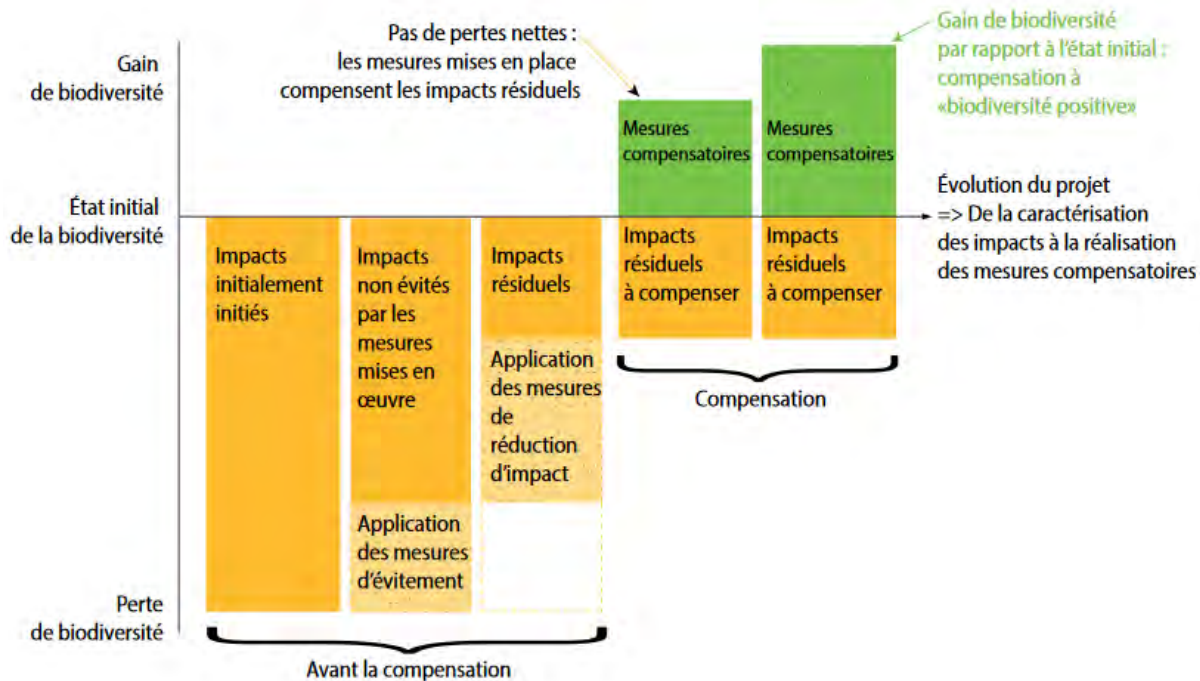 Gain
de biodiversité
État initial
de la biodiversité
Perte
de biodiversité
Pas de pertes nettes :
les mesures mises en place
compensent les impacts résiduels
Gain de biodiversité
par rapport à l'état initial :
compensation à
«biodiversité positive»
Mesures
compensatoires
Mesures
compensatoires
Évolution du projet
=> De la caractérisation
des impacts à la réalisation
des mesures compensatoires
Impacts
initialement
initiés
Impacts
non évités
par les
mesures
mises en
œuvre
Application
des mesures
d'évitement
Impacts
résiduels
Application
des mesures
de
réduction
d'impact
Impacts
résiduels
à compenser
Impacts
résiduels
à compenser
Compensation
Avant la compensation